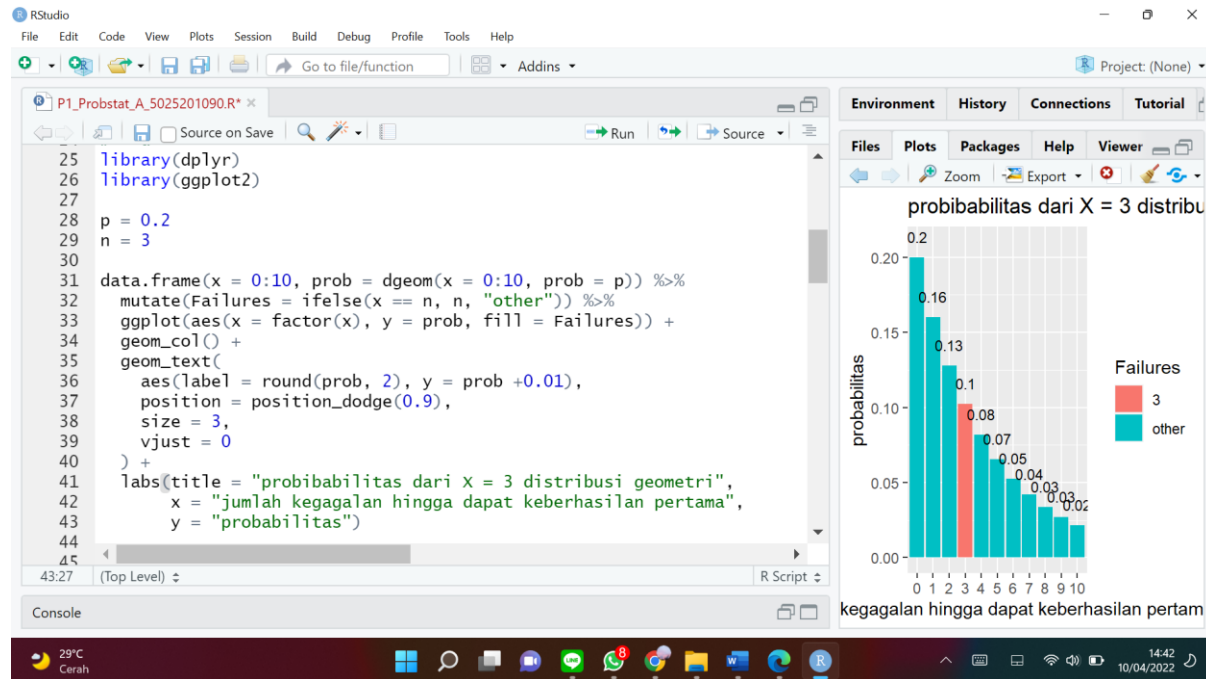 RStudio
File Edit Code View Plots Session Build Debug Profile Tools Help
Go to file/function Addins Project: (None)
P1_Probstat_A_5025201090.R*
Source on Save Run Source
25 library(dplyr)
26 library(ggplot2)
27
28 p = 0.2
29 n = 3
30
31 data.frame(x = 0:10, prob = dgeom(x = 0:10, prob = p)) %>%
32 mutate(Failures = ifelse(x == n, n, "other")) %>%
33 ggplot(aes(x = factor(x), y = prob, fill = Failures)) +
34 geom_col() +
35 geom_text(
36 aes(label = round(prob, 2), y = prob +0.01),
37 position = position_dodge(0.9),
38 size = 3,
39 vjust = 0
40 ) +
41 labs(title = "probibabilitas dari X = 3 distribusi geometri",
42 x = "jumlah kegagalan hingga dapat keberhasilan pertama",
43 y = "probabilitas")
44
45
43:27 (Top Level) R Script
Console
Environment History Connections Tutorial
Files Plots Packages Help Viewer
Zoom Export
probibabilitas dari X = 3 distribu
0.2
0.16
0.13
0.1
0.08
0.07
0.05
0.04
0.03
0.03
0.02
0.20
0.15
0.10
0.05
0.00
probabilitas
Failures
3
other
0 1 2 3 4 5 6 7 8 9 10
kegagalan hingga dapat keberhasilan pertam
29°C
Cerah
8
14:42
10/04/2022